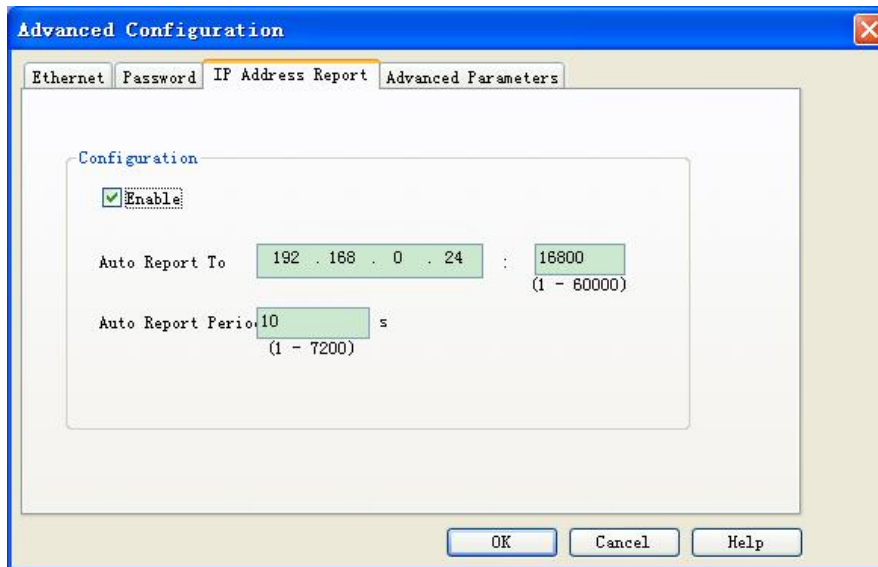 Advanced Configuration
Ethernet Password IP Address Report Advanced Parameters
Configuration
Enable
Auto Report To 192 . 168 . 0 . 24 : 16800
(1 - 60000)
Auto Report Perio 10 s
(1 - 7200)
OK Cancel Help